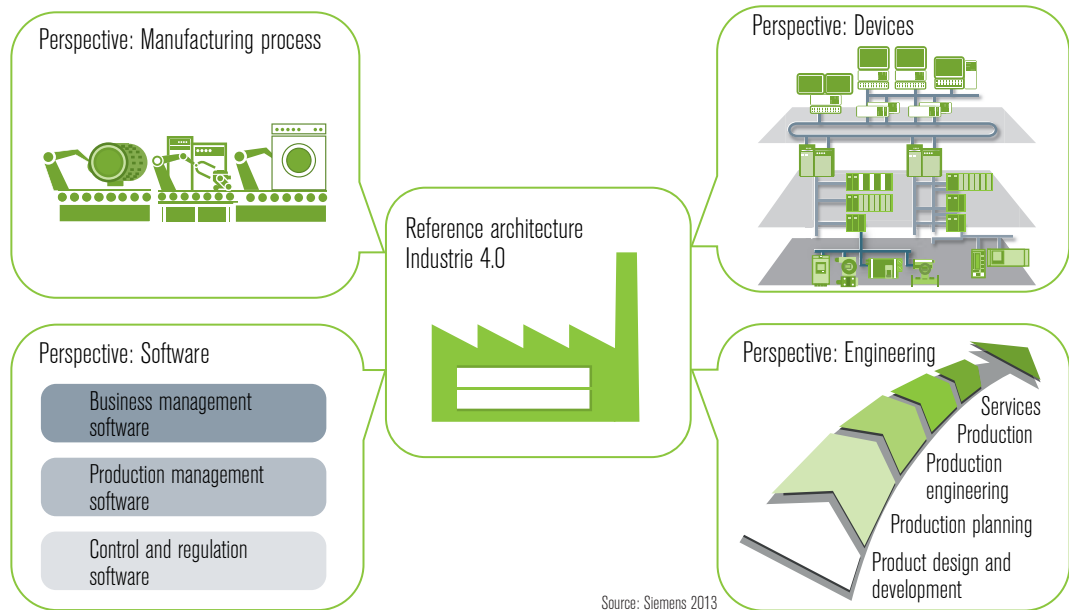 Perspective: Manufacturing process
Perspective: Devices
Reference architecture
Industrie 4.0
Perspective: Software
Business management
software
Production management
software
Control and regulation
software
Perspective: Engineering
Services
Production
Production
engineering
Production planning
Product design and
development
Source: Siemens 2013